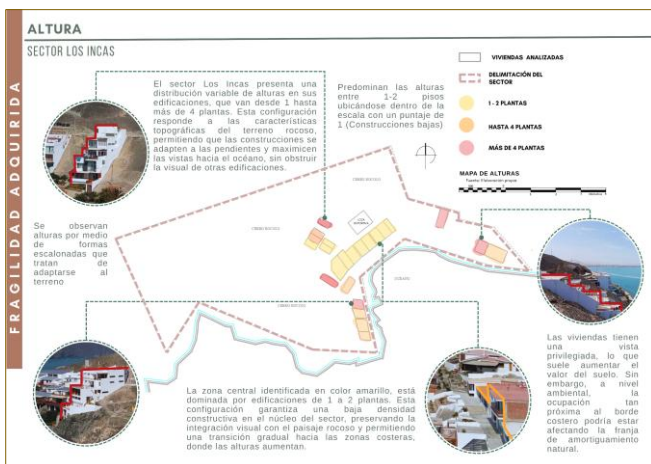 FRAGILIDAD ADQUIRIDA
ALTURA
SECTOR LOS INCAS
El sector Los incas presenta una
distribución variable de alturas en sus
edificaciones, que van desde 1 hasta
más de 4 plantas. Esta configuración
responde a las características
topográficas del terreno rocoso,
permitiendo que las construcciones se
adapten a las pendientes y maximicen
las vistas hacia el océano, sin obstruir
la visual de otras edificaciones.
Predominan las alturas
entre 1-2 pisos
ubicándose dentro de la
escala con un puntaje de
1 (Construcciones bajas)
VIVIENDAS ANALIZADAS
DELIMITACIÓN DEL
SECTOR
1 - 2 PLANTAS
HASTA 4 PLANTAS
MÁS DE 4 PLANTAS
MAPA DE ALTURAS
Se observan
alturas por medio
de formas
escalonadas que
tratan de
adaptarse al
terreno
CERRO ROCOSO
CERRO ROCOSO
CERRO ROCOSO
OCÉANO
Las viviendas tienen
una vista
privilegiada, lo que
suele aumentar el
valor del suelo. Sin
embargo, a nivel
ambiental, la
ocupación tan
próxima al borde
costero podría estar
afectando la franja
de amortiguamiento
natural.
La zona central identificada en color amarillo, está
dominada por edificaciones de 1 a 2 plantas. Esta
configuración garantiza una baja densidad
constructiva en el núcleo del sector, preservando la
integración visual con el paisaje rocoso y permitiendo
una transición gradual hacia las zonas costeras,
donde las alturas aumentan.